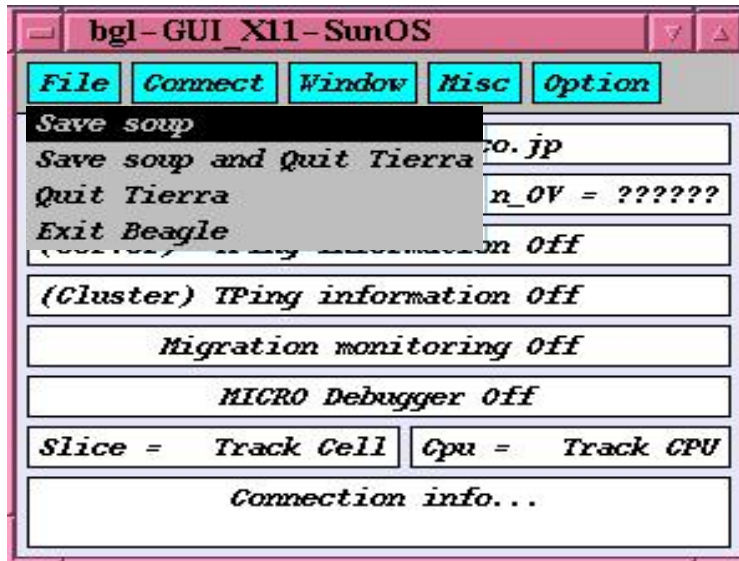 bgl-GUI_X11-SunOS
File Connect Window Misc Option
Save soup
Save soup and Quit Tierra
Quit Tierra
Exit Beagle
co.jp
n_OV = ??????
(Server) TPing information Off
(Cluster) TPing information Off
Migration monitoring Off
MICRO Debugger Off
Slice = Track Cell Cpu = Track CPU
Connection info...